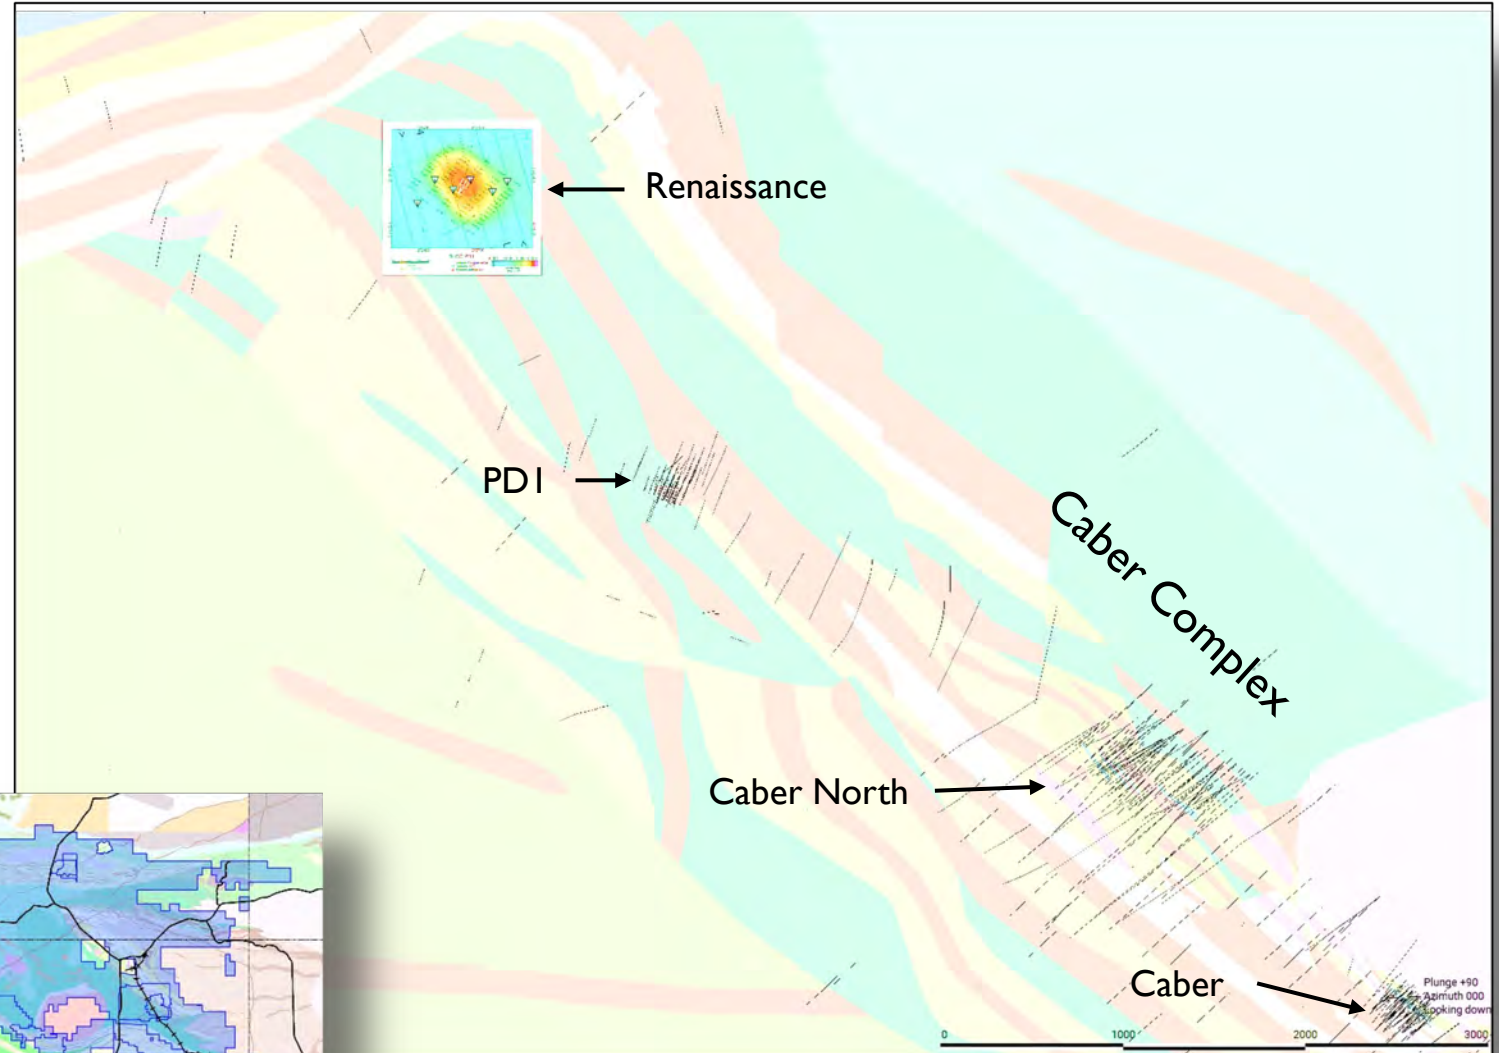 Renaissance
PD1
Caber Complex
Caber North
Caber
Plunge +90
Azimuth 000
Looking down
0 1000 2000 3000